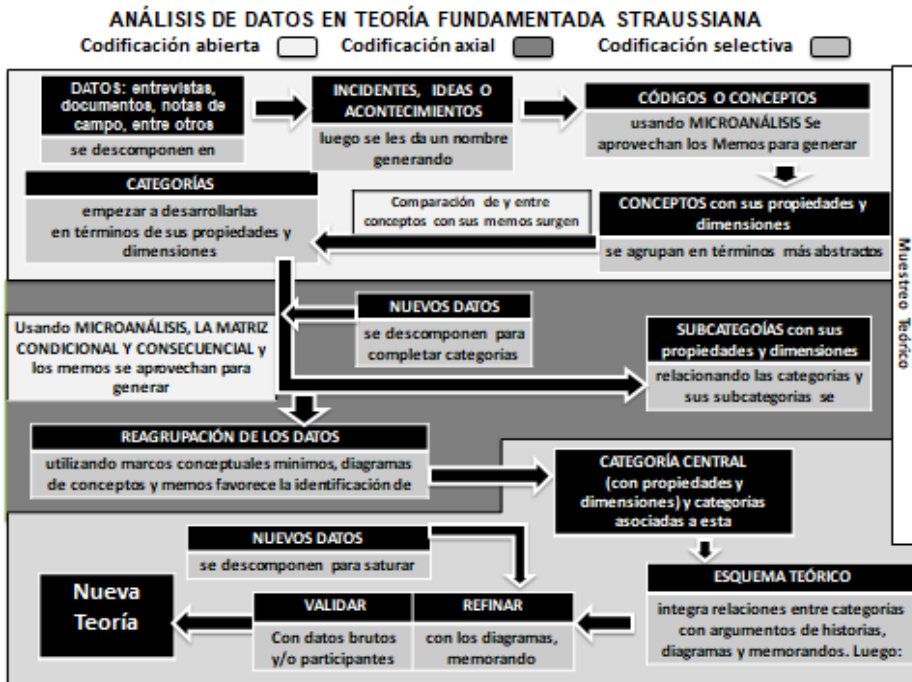 ANÁLISIS DE DATOS EN TEORÍA FUNDAMENTADA STRAUSSIANA
Codificación abierta
Codificación axial
Codificación selectiva
DATOS: entrevistas,
documentos, notas de
campo, entre otros
se descomponen en
INCIDENTES, IDEAS O
ACONTECIMIENTOS
luego se les da un nombre
generando
CÓDIGOS O CONCEPTOS
usando MICROANÁLISIS Se
aprovechan los Memos para generar
CATEGORÍAS
empezar a desarrollarlas
en términos de sus propiedades y
dimensiones
Comparación de y entre
conceptos con sus memos surgen
CONCEPTOS con sus propiedades y
dimensiones
se agrupan en términos más abstractos
Muestreo Teórico
NUEVOS DATOS
se descomponen para
completar categorías
Usando MICROANÁLISIS, LA MATRIZ
CONDICIONAL Y CONSECUENCIAL y
los memos se aprovechan para
generar
SUBCATEGOÍAS con sus
propiedades y dimensiones
relacionando las categorías y
sus subcategorías se
REAGRUPACIÓN DE LOS DATOS
utilizando marcos conceptuales mínimos, diagramas
de conceptos y memos favorece la identificación de
CATEGORÍA CENTRAL
(con propiedades y
dimensiones) y categorías
asociadas a esta
NUEVOS DATOS
se descomponen para saturar
ESQUEMA TEÓRICO
integra relaciones entre categorías
con argumentos de historias,
diagramas y memorandos. Luego:
REFINAR
con los diagramas,
memorando
VALIDAR
Con datos brutos
y/o participantes
Nueva
Teoría